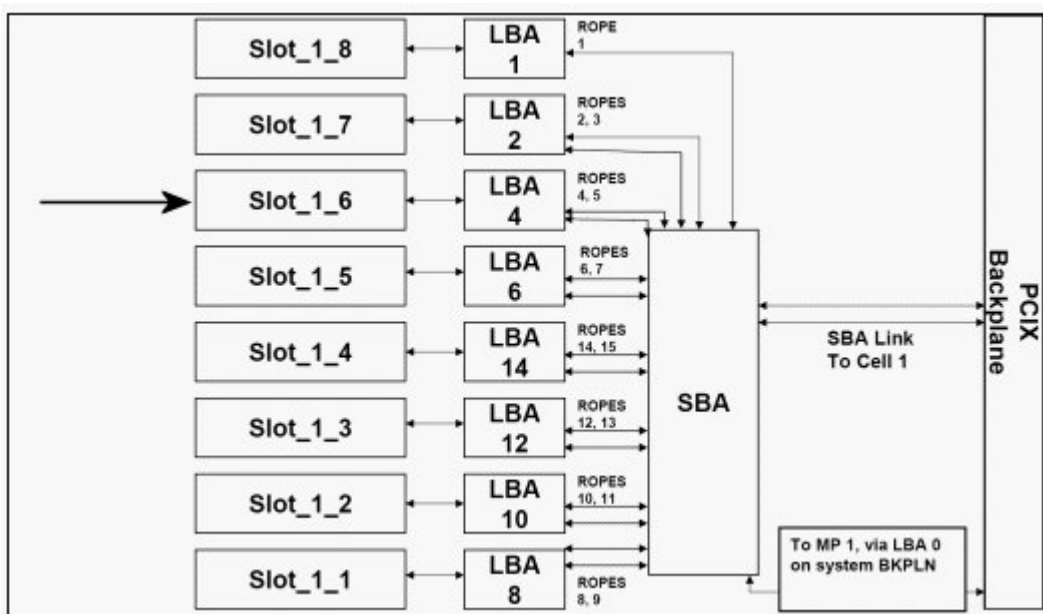 Slot_1_8
LBA
1
ROPE
1
Slot_1_7
LBA
2
ROPES
2, 3
Slot_1_6
LBA
4
ROPES
4, 5
Slot_1_5
LBA
6
ROPES
6, 7
Slot_1_4
LBA
14
ROPES
14, 15
Slot_1_3
LBA
12
ROPES
12, 13
Slot_1_2
LBA
10
ROPES
10, 11
Slot_1_1
LBA
8
ROPES
8, 9
SBA
SBA Link
To Cell 1
To MP 1, via LBA 0
on system BKPLN
PCIX
Backplane